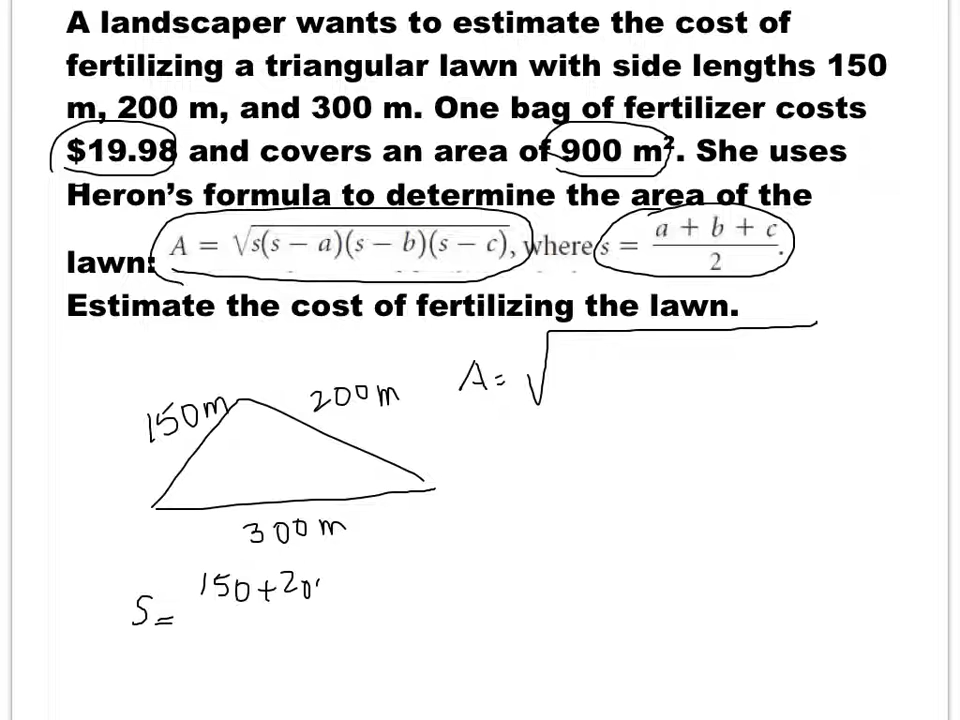 A landscaper wants to estimate the cost of
fertilizing a triangular lawn with side lengths 150
m, 200 m, and 300 m. One bag of fertilizer costs
$19.98 and covers an area of 900 m². She uses
Heron's formula to determine the area of the
lawn: A = √s(s − a)(s − b)(s − c), where s = a + b + c / 2.
Estimate the cost of fertilizing the lawn.
A = √
150m 200m
300m
S = 150+20